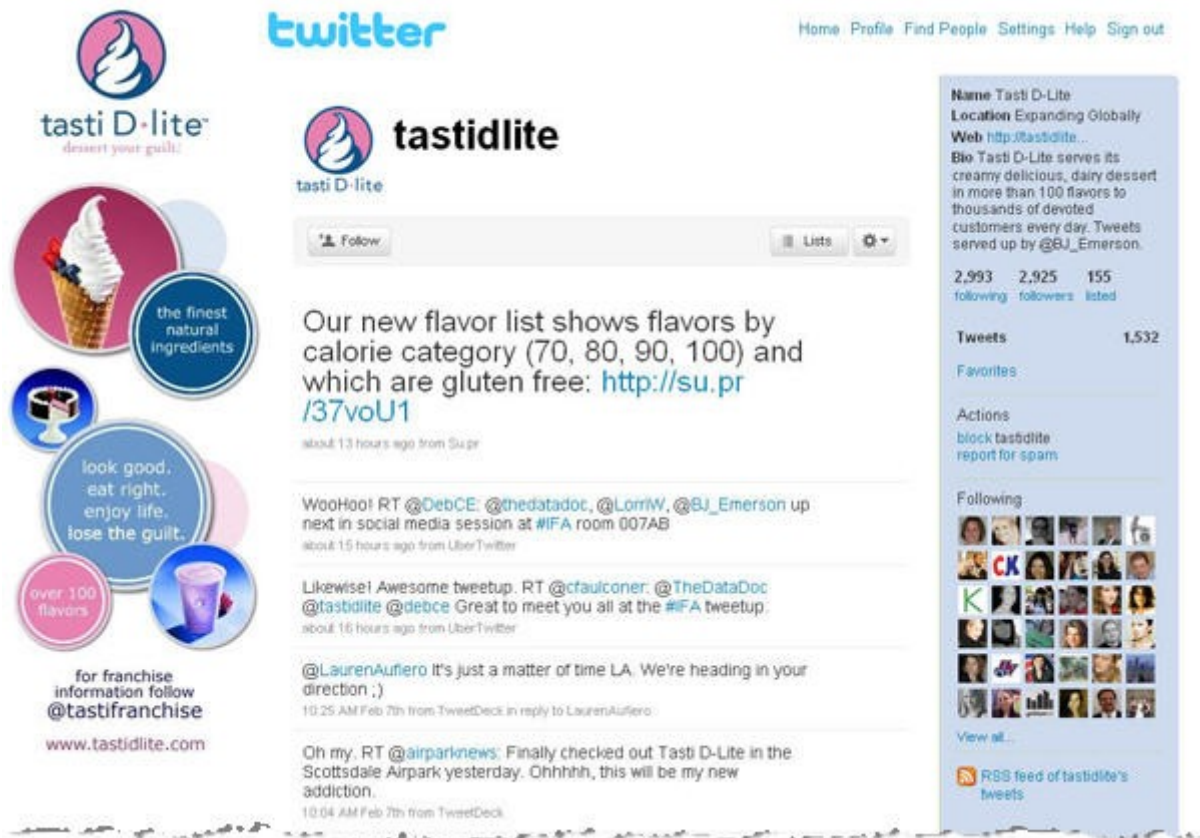 tasti D·lite™
dessert your guilt.
the finest
natural
ingredients
look good.
eat right.
enjoy life.
lose the guilt.
over 100
flavors
for franchise
information follow
@tastifranchise
www.tastidlite.com
twitter
Home Profile Find People Settings Help Sign out
tasti D·lite
tastidlite
Follow
Lists
Our new flavor list shows flavors by
calorie category (70, 80, 90, 100) and
which are gluten free: http://su.pr
/37voU1
about 13 hours ago from Su.pr
WooHoo! RT @DebCE: @thedatadoc, @LorriW, @BJ_Emerson up
next in social media session at #IFA room 007AB
about 15 hours ago from UberTwitter
Likewise! Awesome tweetup. RT @cfaulconer: @TheDataDoc
@tastidlite @debce Great to meet you all at the #IFA tweetup.
about 16 hours ago from UberTwitter
@LaurenAufiero It's just a matter of time LA. We're heading in your
direction ;)
10:25 AM Feb 7th from TweetDeck in reply to LaurenAufiero
Oh my. RT @airparknews: Finally checked out Tasti D-Lite in the
Scottsdale Airpark yesterday. Ohhhhh, this will be my new
addiction.
10:04 AM Feb 7th from TweetDeck
Name Tasti D-Lite
Location Expanding Globally
Web http://tastidlite...
Bio Tasti D-Lite serves its
creamy delicious, dairy dessert
in more than 100 flavors to
thousands of devoted
customers every day. Tweets
served up by @BJ_Emerson.
2,993 2,925 155
following followers listed
Tweets 1,532
Favorites
Actions
block tastidlite
report for spam
Following
CK
K
View all...
RSS feed of tastidlite's
tweets